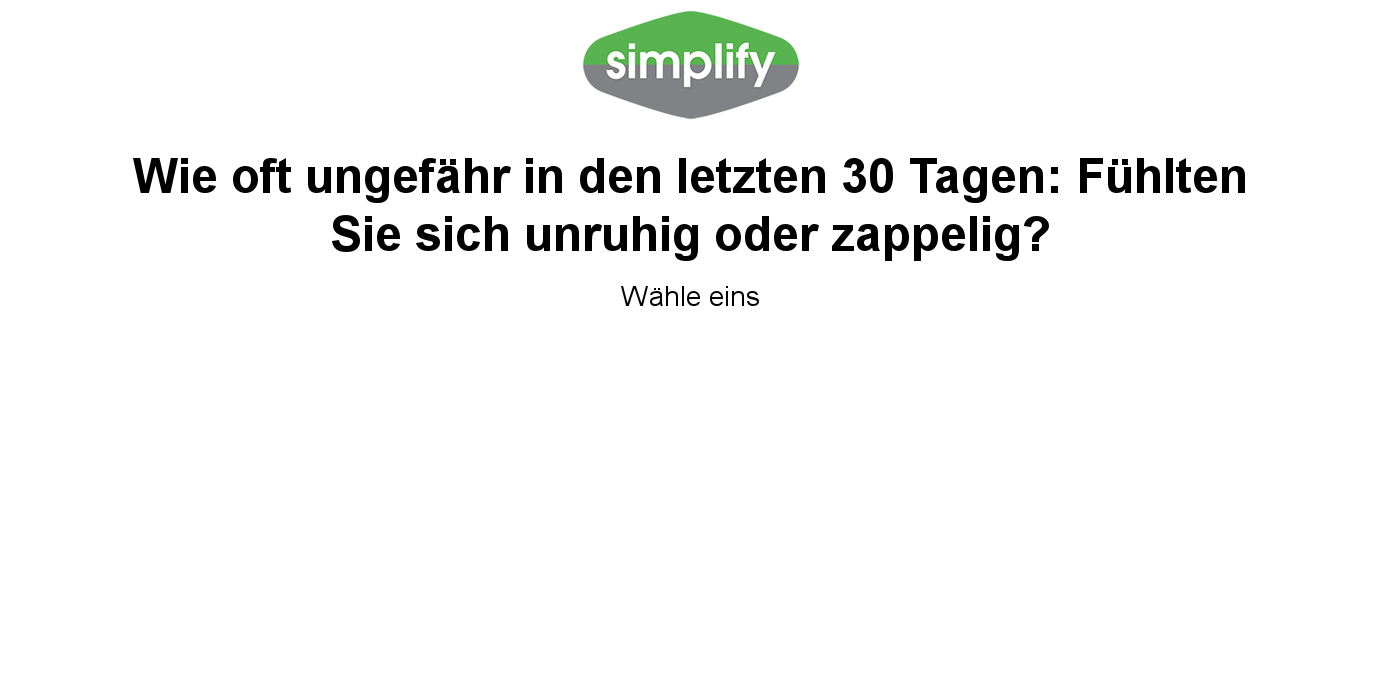 simplify
Wie oft ungefähr in den letzten 30 Tagen: Fühlten
Sie sich unruhig oder zappelig?
Wähle eins